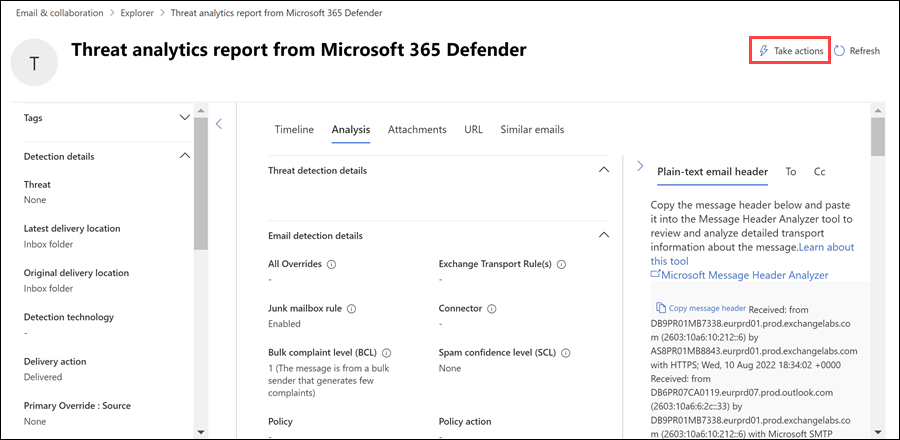 Email & collaboration > Explorer > Threat analytics report from Microsoft 365 Defender
T
Threat analytics report from Microsoft 365 Defender
Take actions
Refresh
Tags
Detection details
Threat
None
Latest delivery location
Inbox folder
Original delivery location
Inbox folder
Detection technology
-
Delivery action
Delivered
Primary Override : Source
None
Timeline Analysis Attachments URL Similar emails
Threat detection details
Email detection details
All Overrides
-
Exchange Transport Rule(s)
-
Junk mailbox rule
Enabled
Connector
-
Bulk complaint level (BCL)
1 (The message is from a bulk
sender that generates few
complaints)
Spam confidence level (SCL)
None
Policy
Policy action
Plain-text email header To Cc
Copy the message header below and paste
it into the Message Header Analyzer tool to
review and analyze detailed transport
information about the message.Learn about
this tool
Microsoft Message Header Analyzer
Copy message header Received: from
DB9PR01MB7338.eurprd01.prod.exchangelabs.co
m (2603:10a6:10:212::6) by
AS8PR01MB8843.eurprd01.prod.exchangelabs.com
with HTTPS; Wed, 10 Aug 2022 18:34:02 +0000
Received: from
DB6PR07CA0119.eurprd07.prod.outlook.com
(2603:10a6:6:2c::33) by
DB9PR01MB7338.eurprd01.prod.exchangelabs.co
m (2603:10a6:10:212::6) with Microsoft SMTP